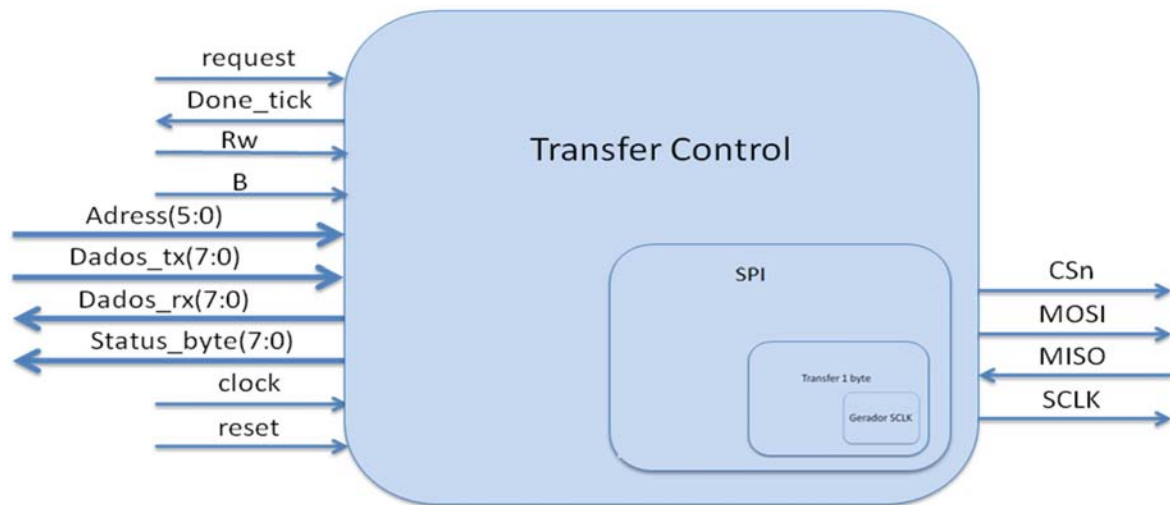 request
Done_tick
Rw
B
Adress(5:0)
Dados_tx(7:0)
Dados_rx(7:0)
Status_byte(7:0)
clock
reset
Transfer Control
SPI
Transfer 1 byte
Gerador SCLK
CSn
MOSI
MISO
SCLK